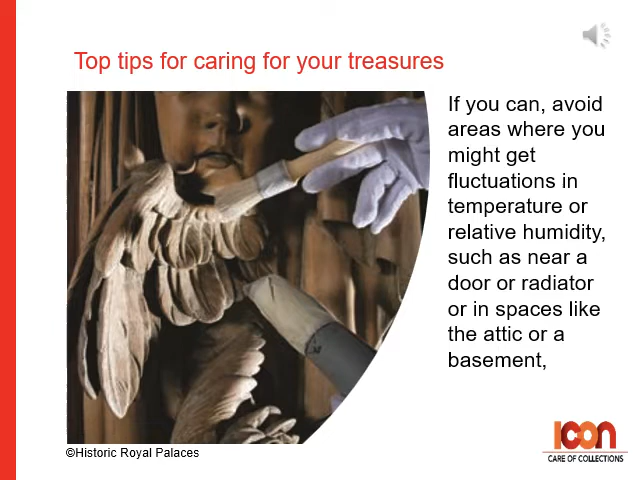 Top tips for caring for your treasures
If you can, avoid
areas where you
might get
fluctuations in
temperature or
relative humidity,
such as near a
door or radiator
or in spaces like
the attic or a
basement,
©Historic Royal Palaces
icon
CARE OF COLLECTIONS